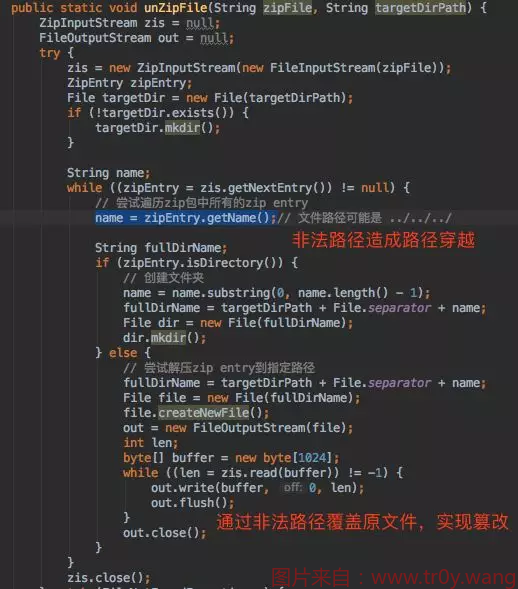 public static void unZipFile(String zipFile, String targetDirPath) {
ZipInputStream zis = null;
FileOutputStream out = null;
try {
zis = new ZipInputStream(new FileInputStream(zipFile));
ZipEntry zipEntry;
File targetDir = new File(targetDirPath);
if (!targetDir.exists()) {
targetDir.mkdir();
}
String name;
while ((zipEntry = zis.getNextEntry()) != null) {
// 尝试遍历zip包中所有的zip entry
name = zipEntry.getName();// 文件路径可能是 ../../../
非法路径造成路径穿越
String fullDirName;
if (zipEntry.isDirectory()) {
// 创建文件夹
name = name.substring(0, name.length() - 1);
fullDirName = targetDirPath + File.separator + name;
File dir = new File(fullDirName);
dir.mkdir();
} else {
// 尝试解压zip entry到指定路径
fullDirName = targetDirPath + File.separator + name;
File file = new File(fullDirName);
file.createNewFile();
out = new FileOutputStream(file);
int len;
byte[] buffer = new byte[1024];
while ((len = zis.read(buffer)) != -1) {
out.write(buffer, off: 0, len);
out.flush();
}
通过非法路径覆盖原文件，实现篡改
out.close();
}
}
zis.close();
图片来自：www.tr0y.wang